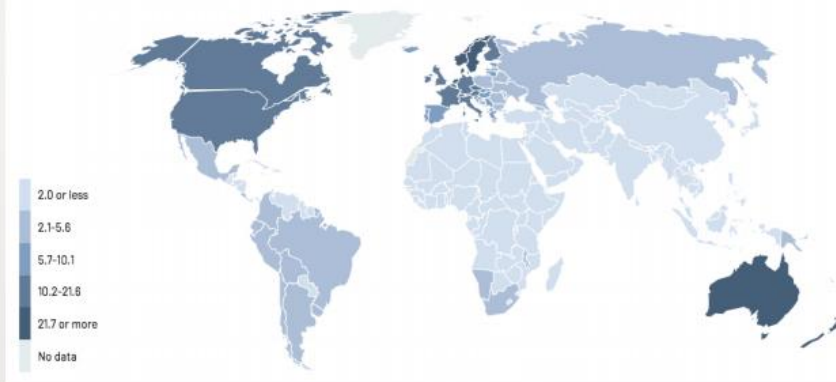 2.0 or less
2.1-5.6
5.7-10.1
10.2-21.6
21.7 or more
No data